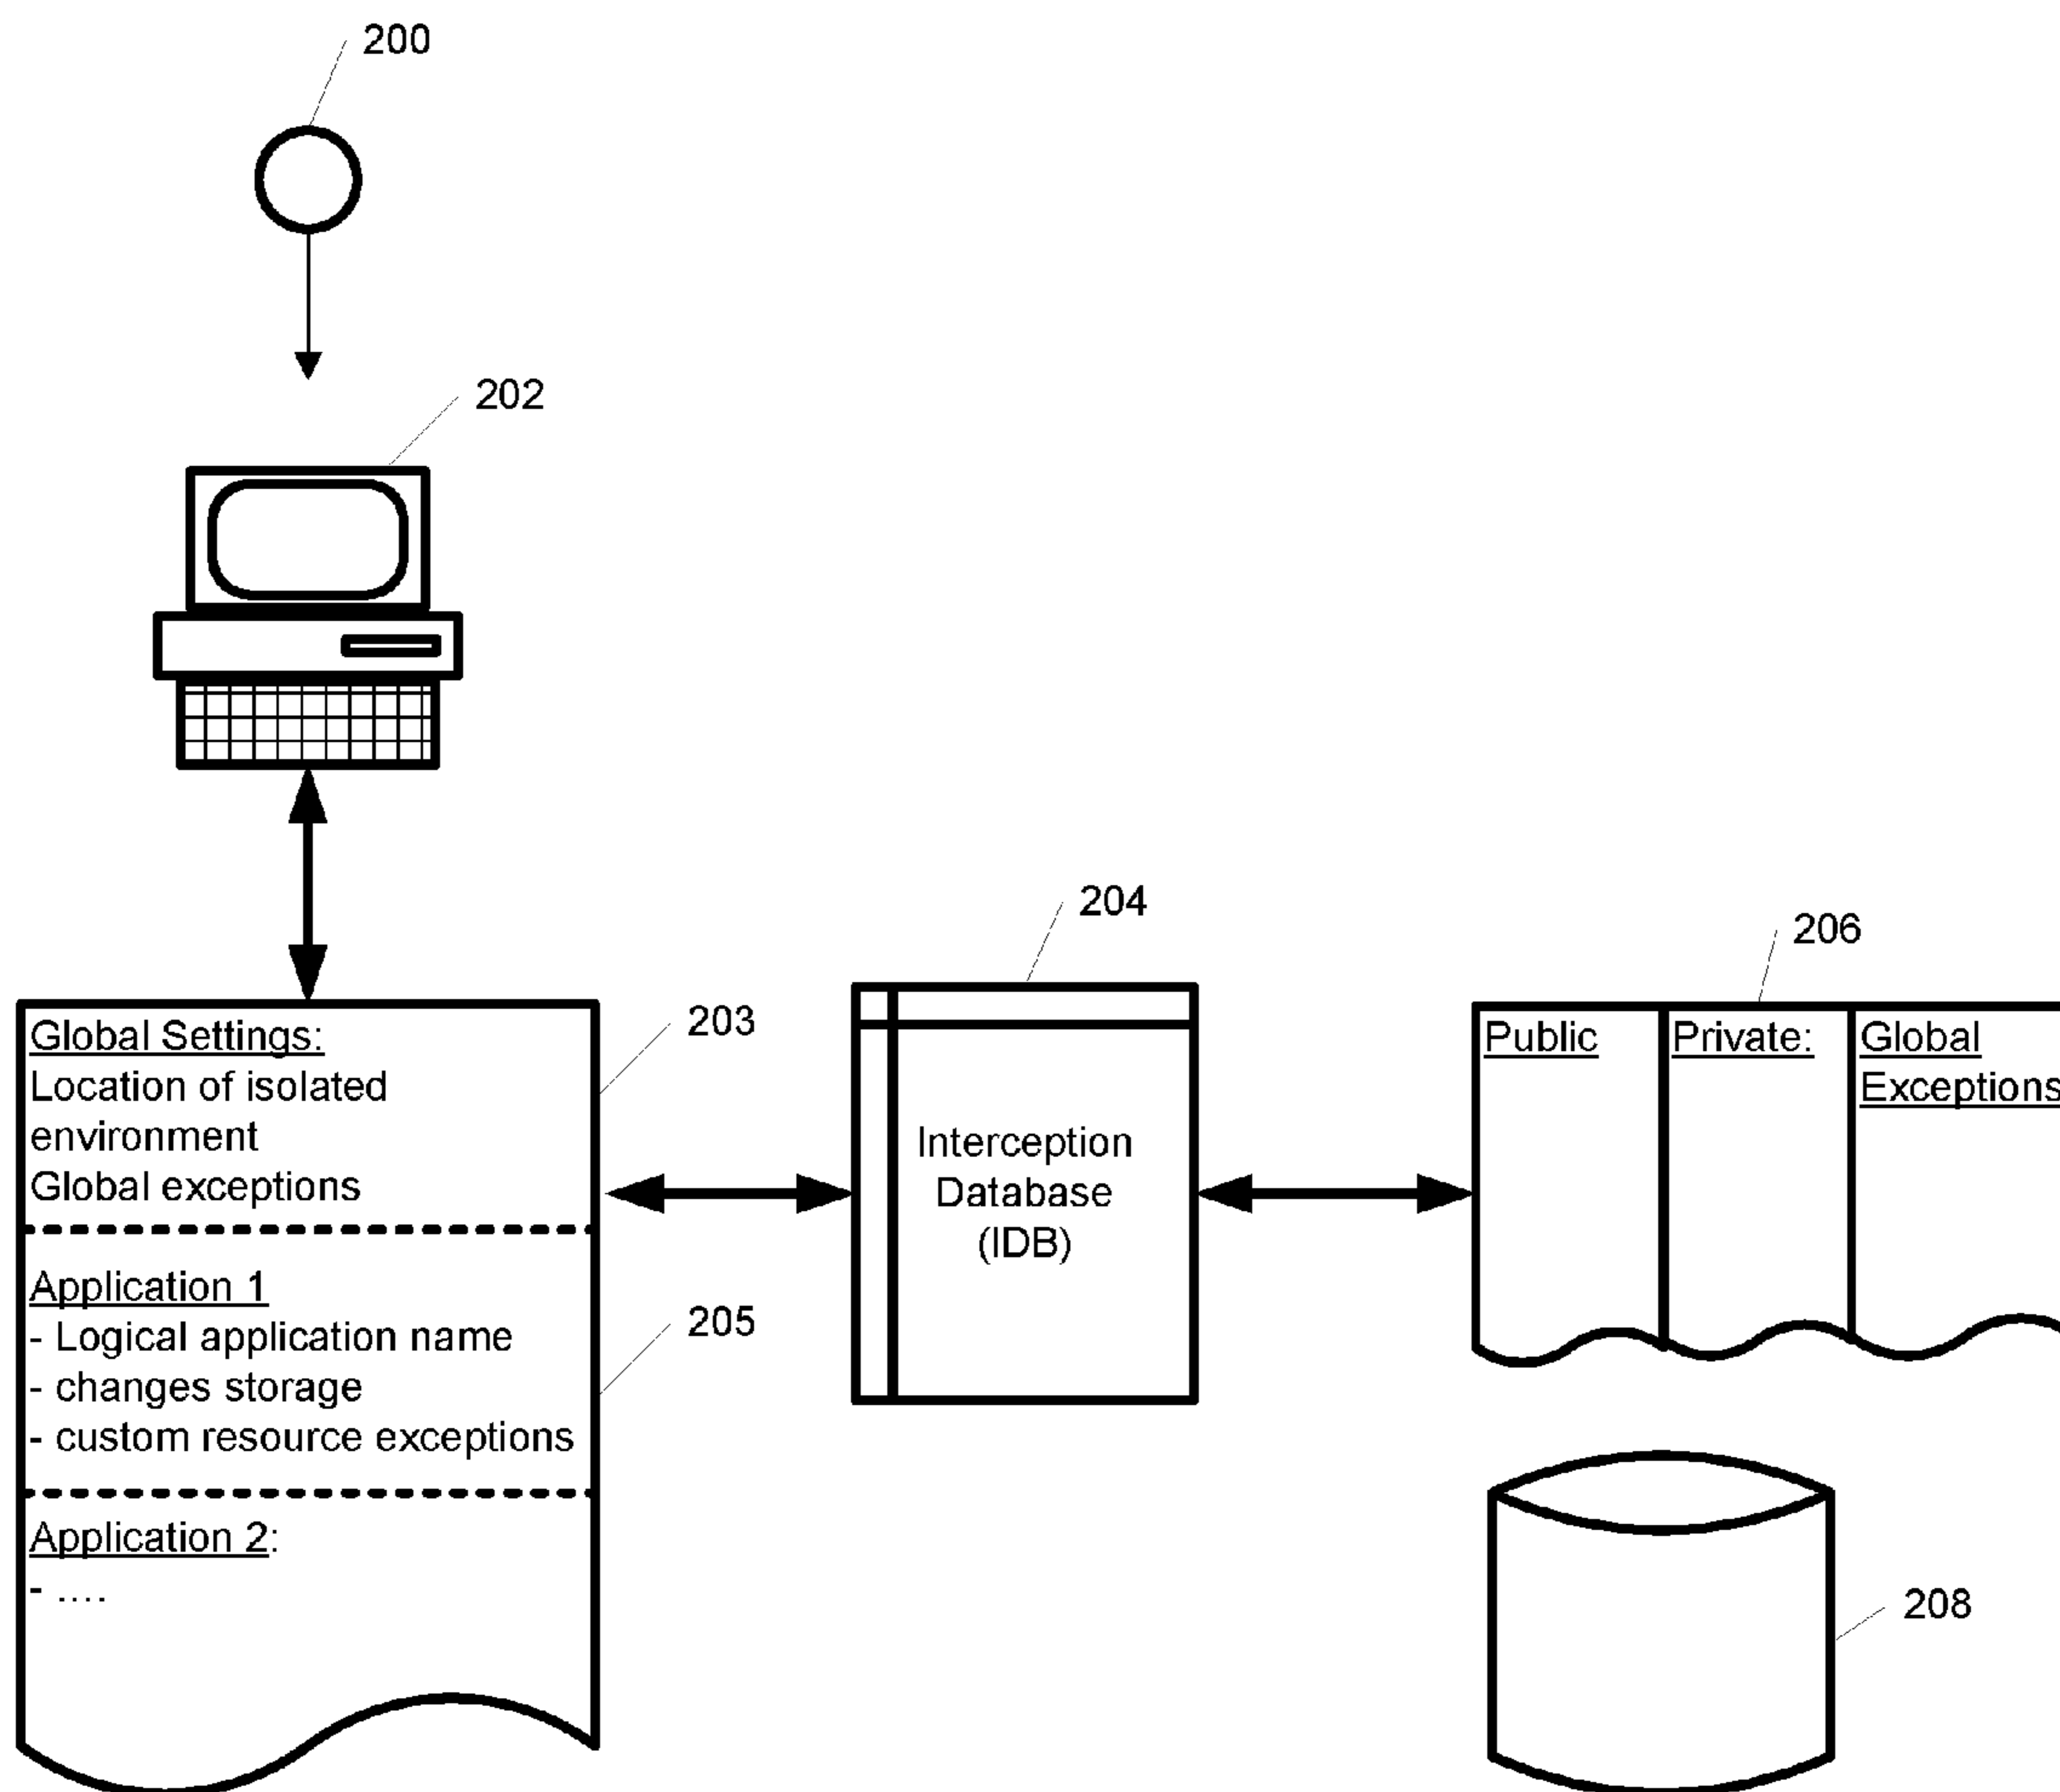 200
202
204
206
203
Global Settings:
Location of isolated
environment
Global exceptions
Application 1
- Logical application name
- changes storage
- custom resource exceptions
Application 2:
- ....
205
Interception
Database
(IDB)
Public
Private:
Global
Exceptions
208